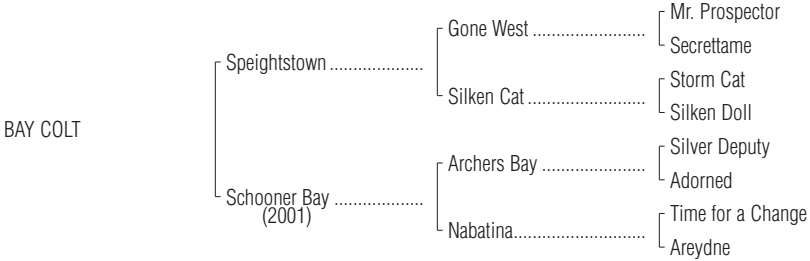 Mr. Prospector
Gone West ........................
Secrettame
Speightstown ....................
Storm Cat
Silken Cat.........................
Silken Doll
BAY COLT
Silver Deputy
Archers Bay ......................
Adorned
Schooner Bay ...................
(2001)
Time for a Change
Nabatina............................
Areydne